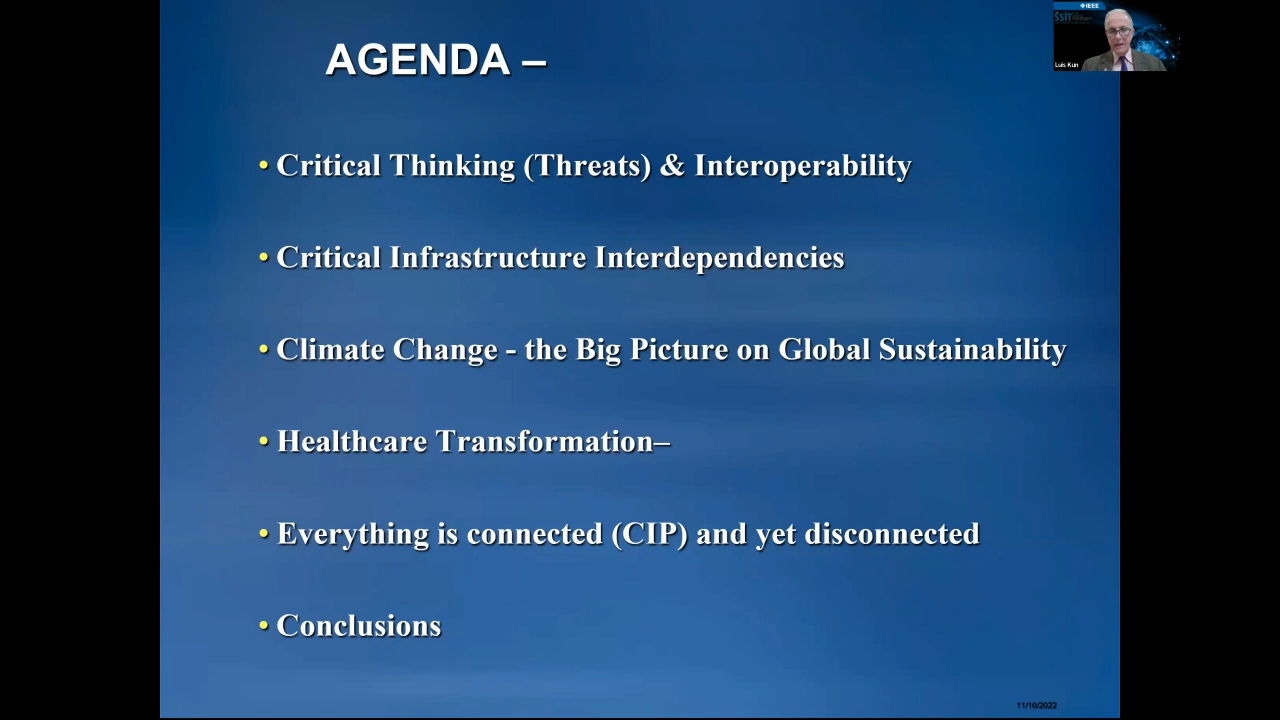 IEEE
SSIT
Luis Kun
AGENDA –
• Critical Thinking (Threats) & Interoperability
• Critical Infrastructure Interdependencies
• Climate Change - the Big Picture on Global Sustainability
• Healthcare Transformation–
• Everything is connected (CIP) and yet disconnected
• Conclusions
11/10/2022